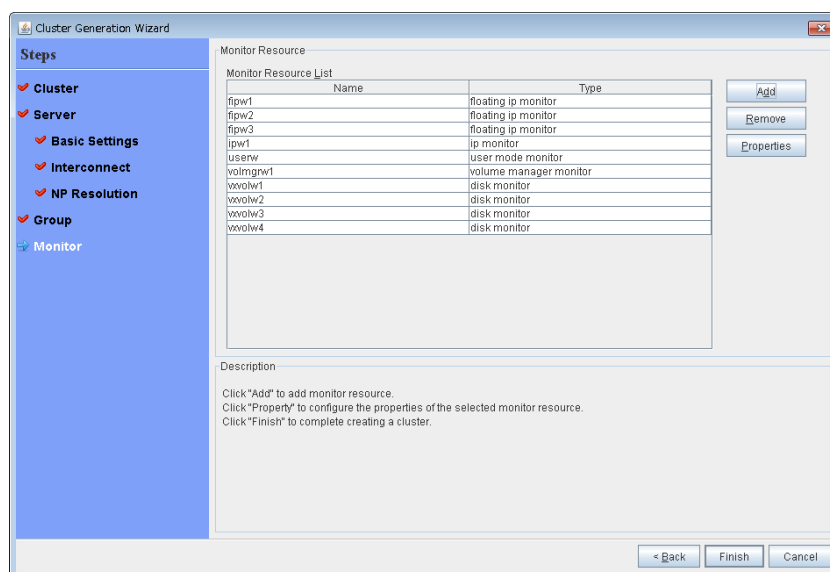 Cluster Generation Wizard
Steps
Cluster
Server
Basic Settings
Interconnect
NP Resolution
Group
Monitor
Monitor Resource
Monitor Resource List
Name Type
fipw1 floating ip monitor
fipw2 floating ip monitor
fipw3 floating ip monitor
ipw1 ip monitor
userw user mode monitor
volmgrw1 volume manager monitor
vxvolw1 disk monitor
vxvolw2 disk monitor
vxvolw3 disk monitor
vxvolw4 disk monitor
Add
Remove
Properties
Description
Click "Add" to add monitor resource.
Click "Property" to configure the properties of the selected monitor resource.
Click "Finish" to complete creating a cluster.
< Back Finish Cancel